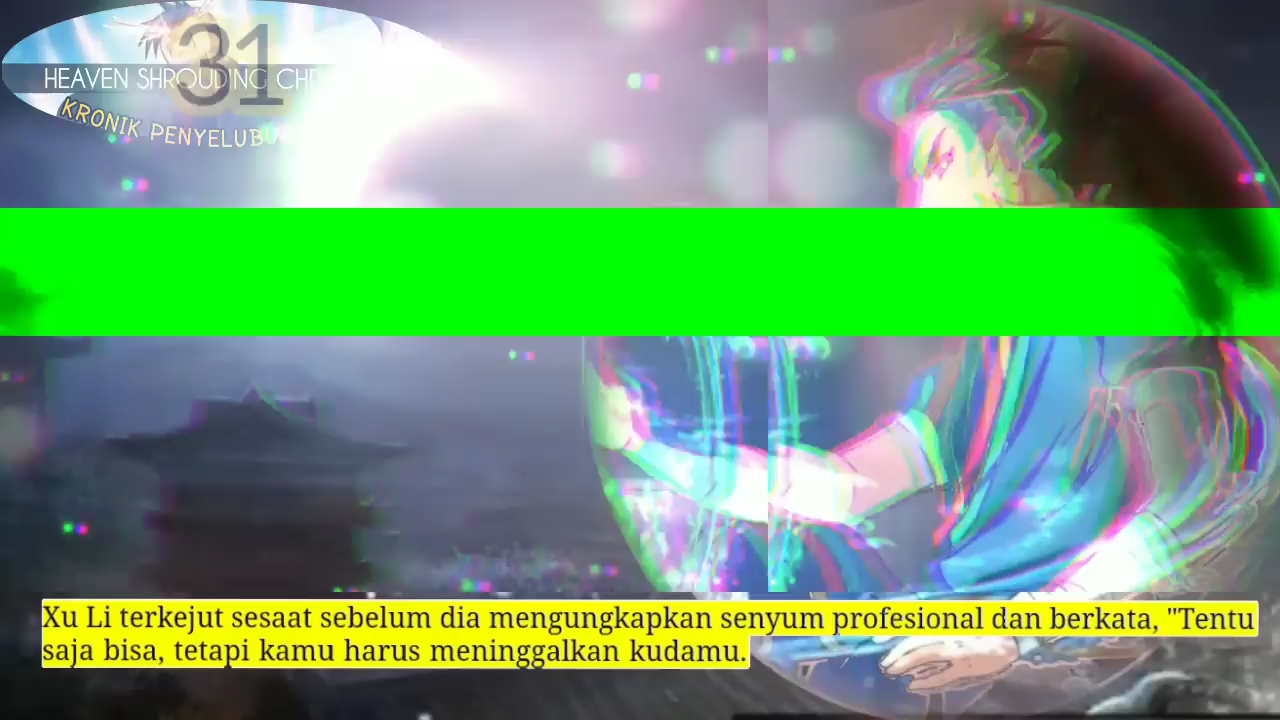 31
HEAVEN SHROUDING
KRONIK
Xu Li terkejut sesaat sebelum dia mengungkapkan senyum profesional dan berkata, "Tentu
saja bisa, tetapi kamu harus meninggalkan kudamu.